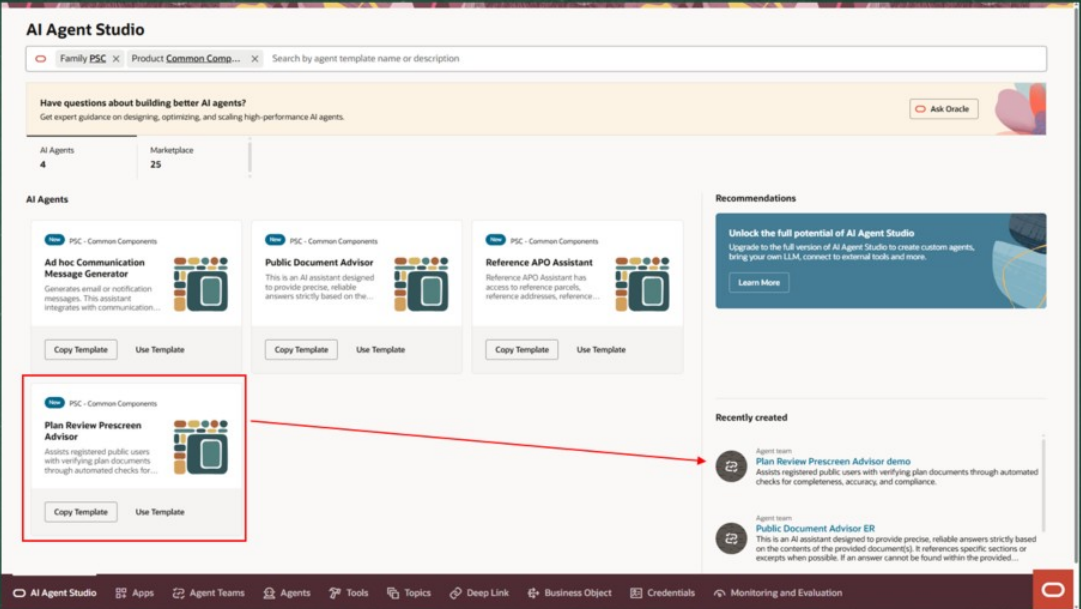 AI Agent Studio
Family PSC × Product Common Comp... × Search by agent template name or description
Have questions about building better AI agents?
Get expert guidance on designing, optimizing, and scaling high-performance AI agents.
Ask Oracle
AI Agents
4
Marketplace
25
AI Agents
New PSC - Common Components
Ad hoc Communication
Message Generator
Generates email or notification
messages. This assistant
integrates with communication...
Copy Template Use Template
New PSC - Common Components
Public Document Advisor
This is an AI assistant designed
to provide precise, reliable
answers strictly based on the...
Copy Template Use Template
New PSC - Common Components
Reference APO Assistant
Reference APO Assistant has
access to reference parcels,
reference addresses, reference...
Copy Template Use Template
New PSC - Common Components
Plan Review Prescreen
Advisor
Assists registered public users
with verifying plan documents
through automated checks for...
Copy Template Use Template
Recommendations
Unlock the full potential of AI Agent Studio
Upgrade to the full version of AI Agent Studio to create custom agents,
bring your own LLM, connect to external tools and more.
Learn More
Recently created
Agent team
Plan Review Prescreen Advisor demo
Assists registered public users with verifying plan documents through automated
checks for completeness, accuracy, and compliance.
Agent team
Public Document Advisor ER
This is an AI assistant designed to provide precise, reliable answers strictly based
on the contents of the provided document(s). It references specific sections or
excerpts when possible. If an answer cannot be found within the provided...
AI Agent Studio Apps Agent Teams Agents Tools Topics Deep Link Business Object Credentials Monitoring and Evaluation